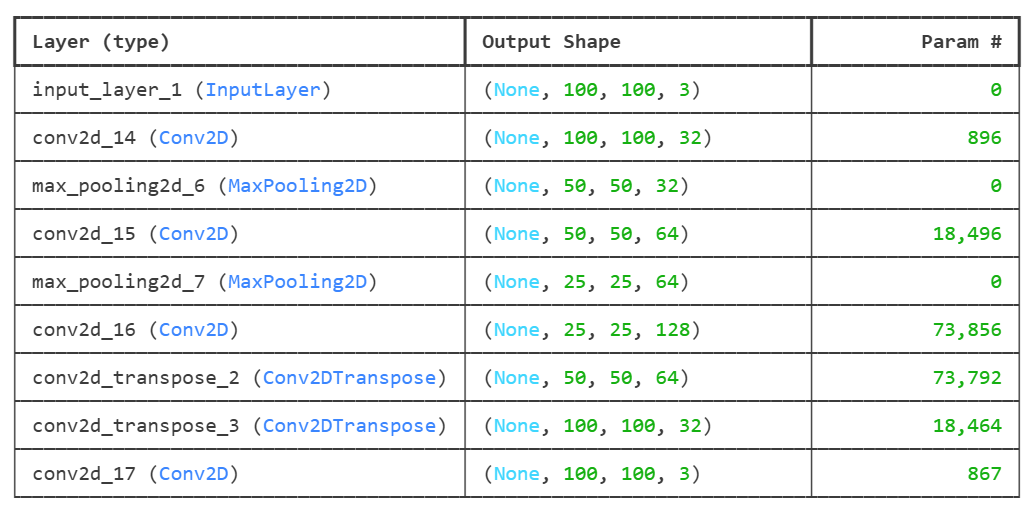 Layer (type) Output Shape Param #
input_layer_1 (InputLayer) (None, 100, 100, 3) 0
conv2d_14 (Conv2D) (None, 100, 100, 32) 896
max_pooling2d_6 (MaxPooling2D) (None, 50, 50, 32) 0
conv2d_15 (Conv2D) (None, 50, 50, 64) 18,496
max_pooling2d_7 (MaxPooling2D) (None, 25, 25, 64) 0
conv2d_16 (Conv2D) (None, 25, 25, 128) 73,856
conv2d_transpose_2 (Conv2DTranspose) (None, 50, 50, 64) 73,792
conv2d_transpose_3 (Conv2DTranspose) (None, 100, 100, 32) 18,464
conv2d_17 (Conv2D) (None, 100, 100, 3) 867